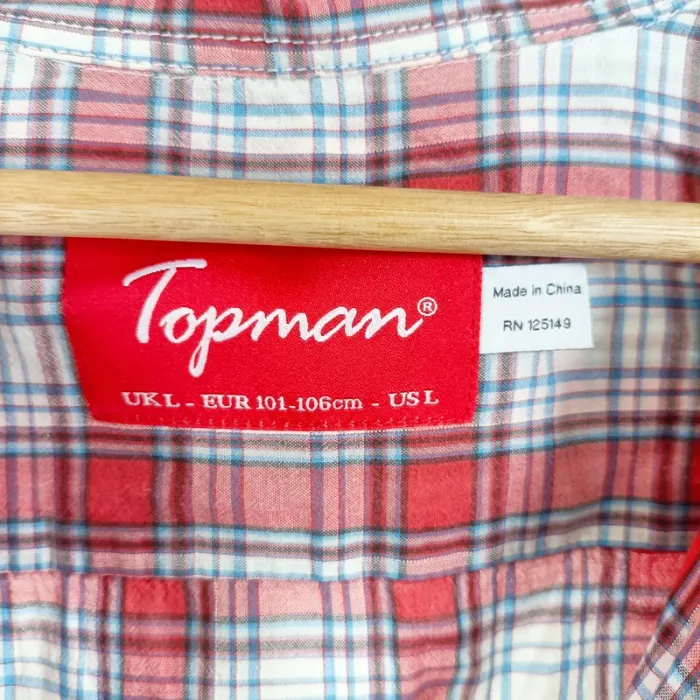 Topman®
UK L - EUR 101-106cm - US L
Made in China
RN 125149